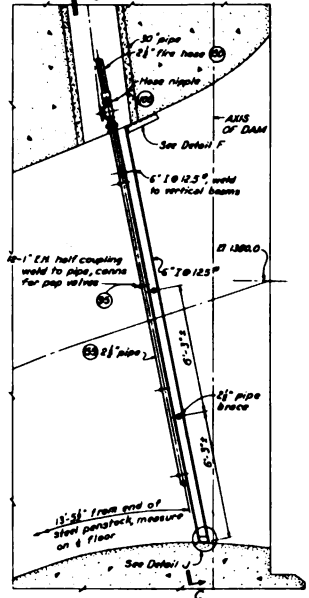 30" pipe
2½" fire hose
Hose nipple
AXIS
OF DAM
See Detail F
6" I @ 12.5#, weld
to vertical beams
12-1" E.H. half coupling
weld to pipe, conns
for pop valves
6" I @ 12.5#
El 1380.0
95
55
2½" pipe
6'-3"±
2½" pipe
brace
6'-3"±
13'-5½" from end of
steel penstock, measure
on ℄ floor
See Detail J
C